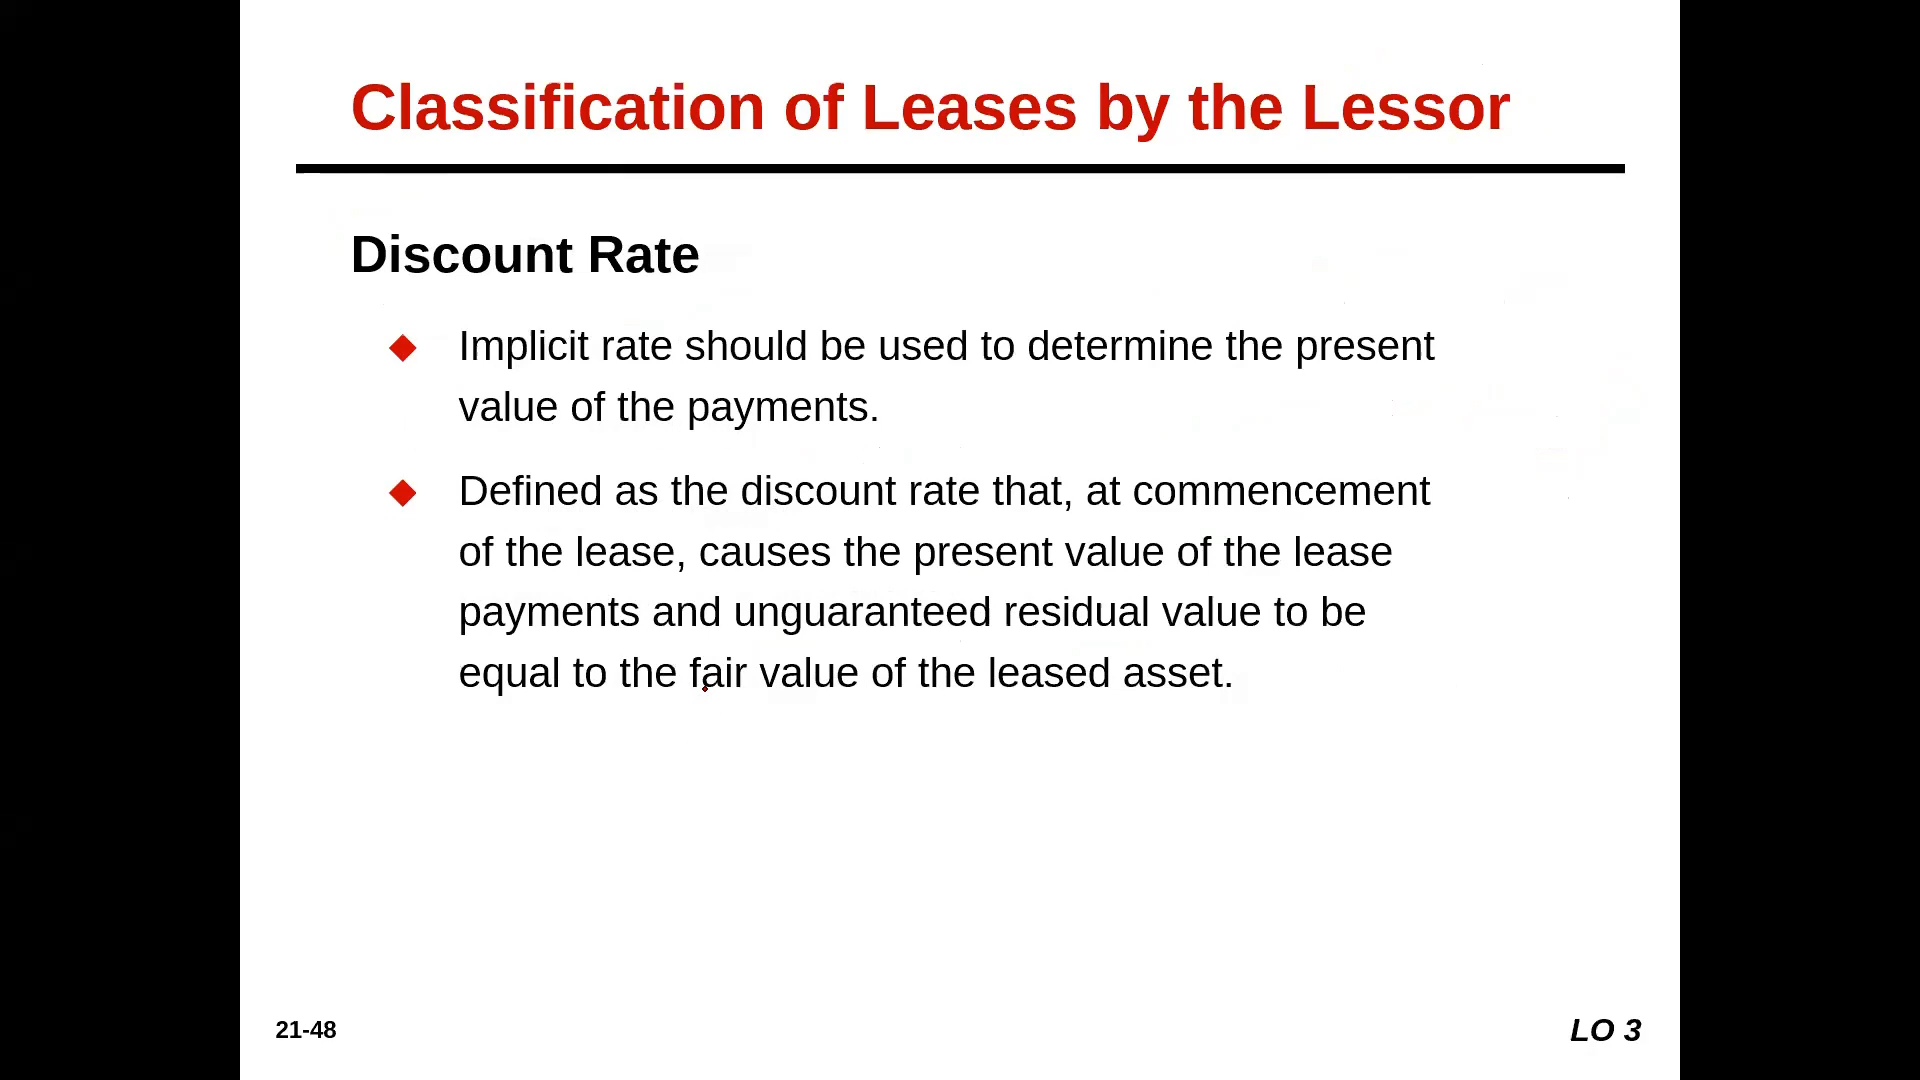 Classification of Leases by the Lessor
Discount Rate
Implicit rate should be used to determine the present
value of the payments.
Defined as the discount rate that, at commencement
of the lease, causes the present value of the lease
payments and unguaranteed residual value to be
equal to the fair value of the leased asset.
21-48
LO 3